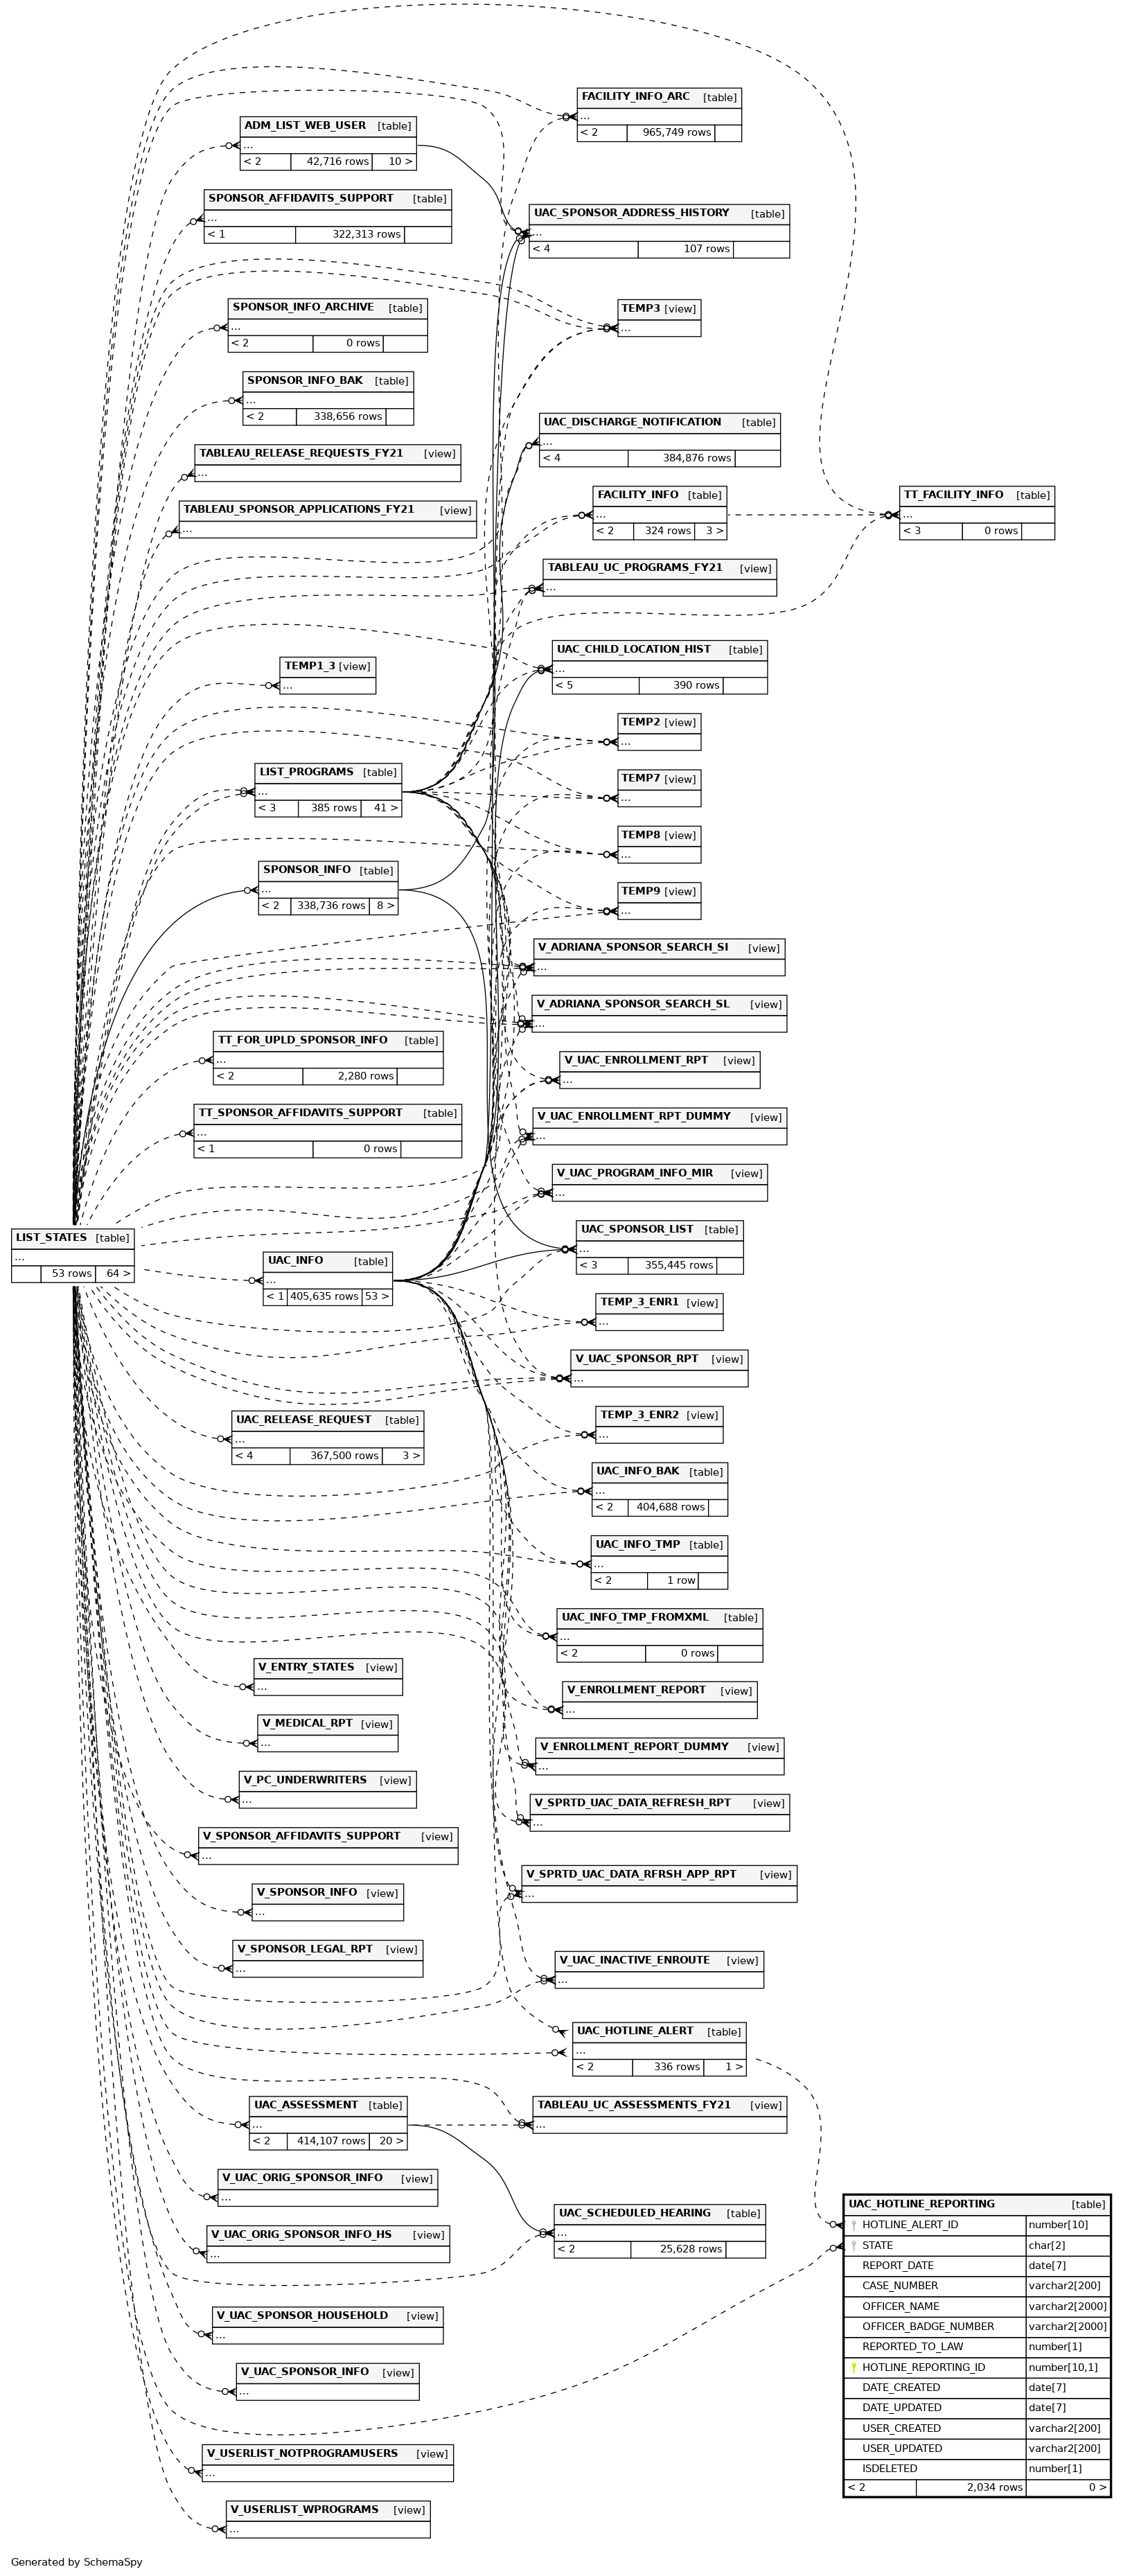 FACILITY_INFO_ARC [table]
...
< 2 965,749 rows
ADM_LIST_WEB_USER [table]
...
< 2 42,716 rows 10 >
SPONSOR_AFFIDAVITS_SUPPORT [table]
...
< 1 322,313 rows
UAC_SPONSOR_ADDRESS_HISTORY [table]
...
< 4 107 rows
SPONSOR_INFO_ARCHIVE [table]
...
< 2 0 rows
TEMP3 [view]
...
SPONSOR_INFO_BAK [table]
...
< 2 338,656 rows
UAC_DISCHARGE_NOTIFICATION [table]
...
< 4 384,876 rows
TABLEAU_RELEASE_REQUESTS_FY21 [view]
...
FACILITY_INFO [table]
...
< 2 324 rows 3 >
TT_FACILITY_INFO [table]
...
< 3 0 rows
TABLEAU_SPONSOR_APPLICATIONS_FY21 [view]
...
TABLEAU_UC_PROGRAMS_FY21 [view]
...
UAC_CHILD_LOCATION_HIST [table]
...
< 5 390 rows
TEMP1_3 [view]
...
TEMP2 [view]
...
LIST_PROGRAMS [table]
...
< 3 385 rows 41 >
TEMP7 [view]
...
TEMP8 [view]
...
SPONSOR_INFO [table]
...
< 2 338,736 rows 8 >
TEMP9 [view]
...
V_ADRIANA_SPONSOR_SEARCH_SI [view]
...
V_ADRIANA_SPONSOR_SEARCH_SL [view]
...
TT_FOR_UPLD_SPONSOR_INFO [table]
...
< 2 2,280 rows
V_UAC_ENROLLMENT_RPT [view]
...
TT_SPONSOR_AFFIDAVITS_SUPPORT [table]
...
< 1 0 rows
V_UAC_ENROLLMENT_RPT_DUMMY [view]
...
V_UAC_PROGRAM_INFO_MIR [view]
...
LIST_STATES [table]
...
53 rows 64 >
UAC_SPONSOR_LIST [table]
...
< 3 355,445 rows
UAC_INFO [table]
...
< 1 405,635 rows 53 >
TEMP_3_ENR1 [view]
...
V_UAC_SPONSOR_RPT [view]
...
UAC_RELEASE_REQUEST [table]
...
< 4 367,500 rows 3 >
TEMP_3_ENR2 [view]
...
UAC_INFO_BAK [table]
...
< 2 404,688 rows
UAC_INFO_TMP [table]
...
< 2 1 row
UAC_INFO_TMP_FROMXML [table]
...
< 2 0 rows
V_ENTRY_STATES [view]
...
V_ENROLLMENT_REPORT [view]
...
V_MEDICAL_RPT [view]
...
V_ENROLLMENT_REPORT_DUMMY [view]
...
V_PC_UNDERWRITERS [view]
...
V_SPRTD_UAC_DATA_REFRESH_RPT [view]
...
V_SPONSOR_AFFIDAVITS_SUPPORT [view]
...
V_SPRTD_UAC_DATA_RFRSH_APP_RPT [view]
...
V_SPONSOR_INFO [view]
...
V_SPONSOR_LEGAL_RPT [view]
...
V_UAC_INACTIVE_ENROUTE [view]
...
UAC_HOTLINE_ALERT [table]
...
< 2 336 rows 1 >
UAC_ASSESSMENT [table]
...
< 2 414,107 rows 20 >
TABLEAU_UC_ASSESSMENTS_FY21 [view]
...
V_UAC_ORIG_SPONSOR_INFO [view]
...
UAC_SCHEDULED_HEARING [table]
...
< 2 25,628 rows
V_UAC_ORIG_SPONSOR_INFO_HS [view]
...
UAC_HOTLINE_REPORTING [table]
HOTLINE_ALERT_ID number[10]
STATE char[2]
REPORT_DATE date[7]
CASE_NUMBER varchar2[200]
OFFICER_NAME varchar2[2000]
OFFICER_BADGE_NUMBER varchar2[2000]
REPORTED_TO_LAW number[1]
HOTLINE_REPORTING_ID number[10,1]
DATE_CREATED date[7]
DATE_UPDATED date[7]
USER_CREATED varchar2[200]
USER_UPDATED varchar2[200]
ISDELETED number[1]
< 2 2,034 rows 0 >
V_UAC_SPONSOR_HOUSEHOLD [view]
...
V_UAC_SPONSOR_INFO [view]
...
V_USERLIST_NOTPROGRAMUSERS [view]
...
V_USERLIST_WPROGRAMS [view]
...
Generated by SchemaSpy